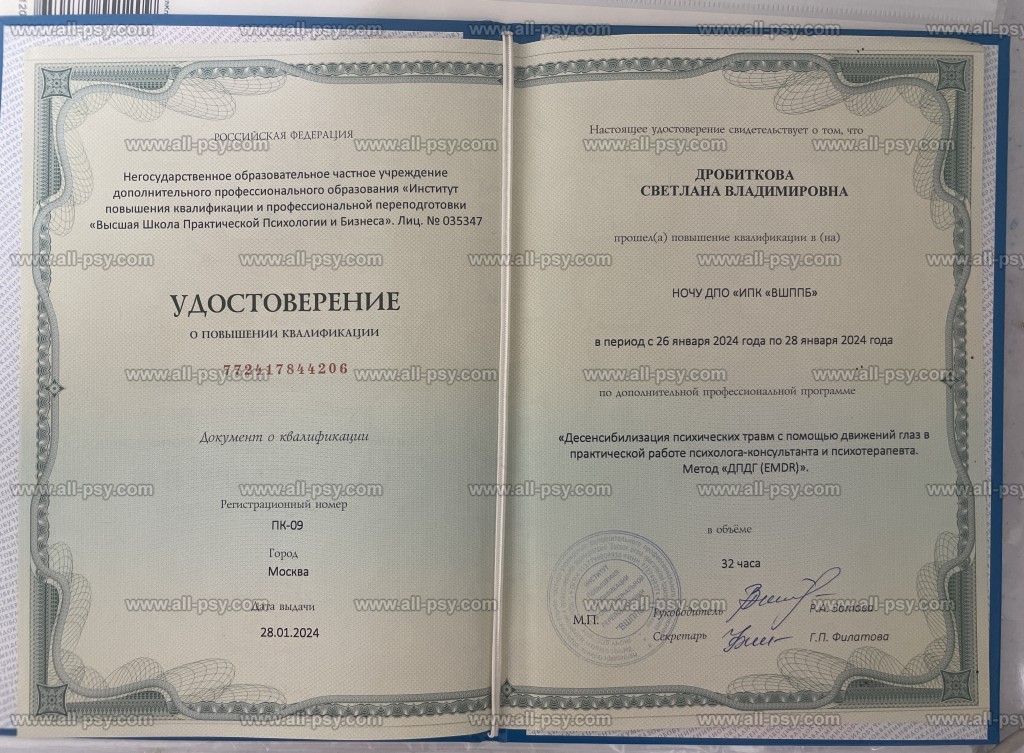 РОССИЙСКАЯ ФЕДЕРАЦИЯ
Негосударственное образовательное частное учреждение
дополнительного профессионального образования «Институт
повышения квалификации и профессиональной переподготовки
«Высшая Школа Практической Психологии и Бизнеса». Лиц. № 035347
УДОСТОВЕРЕНИЕ
О ПОВЫШЕНИИ КВАЛИФИКАЦИИ
772417844206
Документ о квалификации
Регистрационный номер
ПК-09
Город
Москва
Дата выдачи
28.01.2024
Настоящее удостоверение свидетельствует о том, что
ДРОБИТКОВА
СВЕТЛАНА ВЛАДИМИРОВНА
прошел(а) повышение квалификации в (на)
НОЧУ ДПО «ИПК «ВШППБ»
в период с 26 января 2024 года по 28 января 2024 года
по дополнительной профессиональной программе
«Десенсибилизация психических травм с помощью движений глаз в
практической работе психолога-консультанта и психотерапевта.
Метод «ДПДГ (EMDR)».
в объёме
32 часа
М.П.
Руководитель
Р.А.
Секретарь
Г.П. Филатова
www.all-psy.com